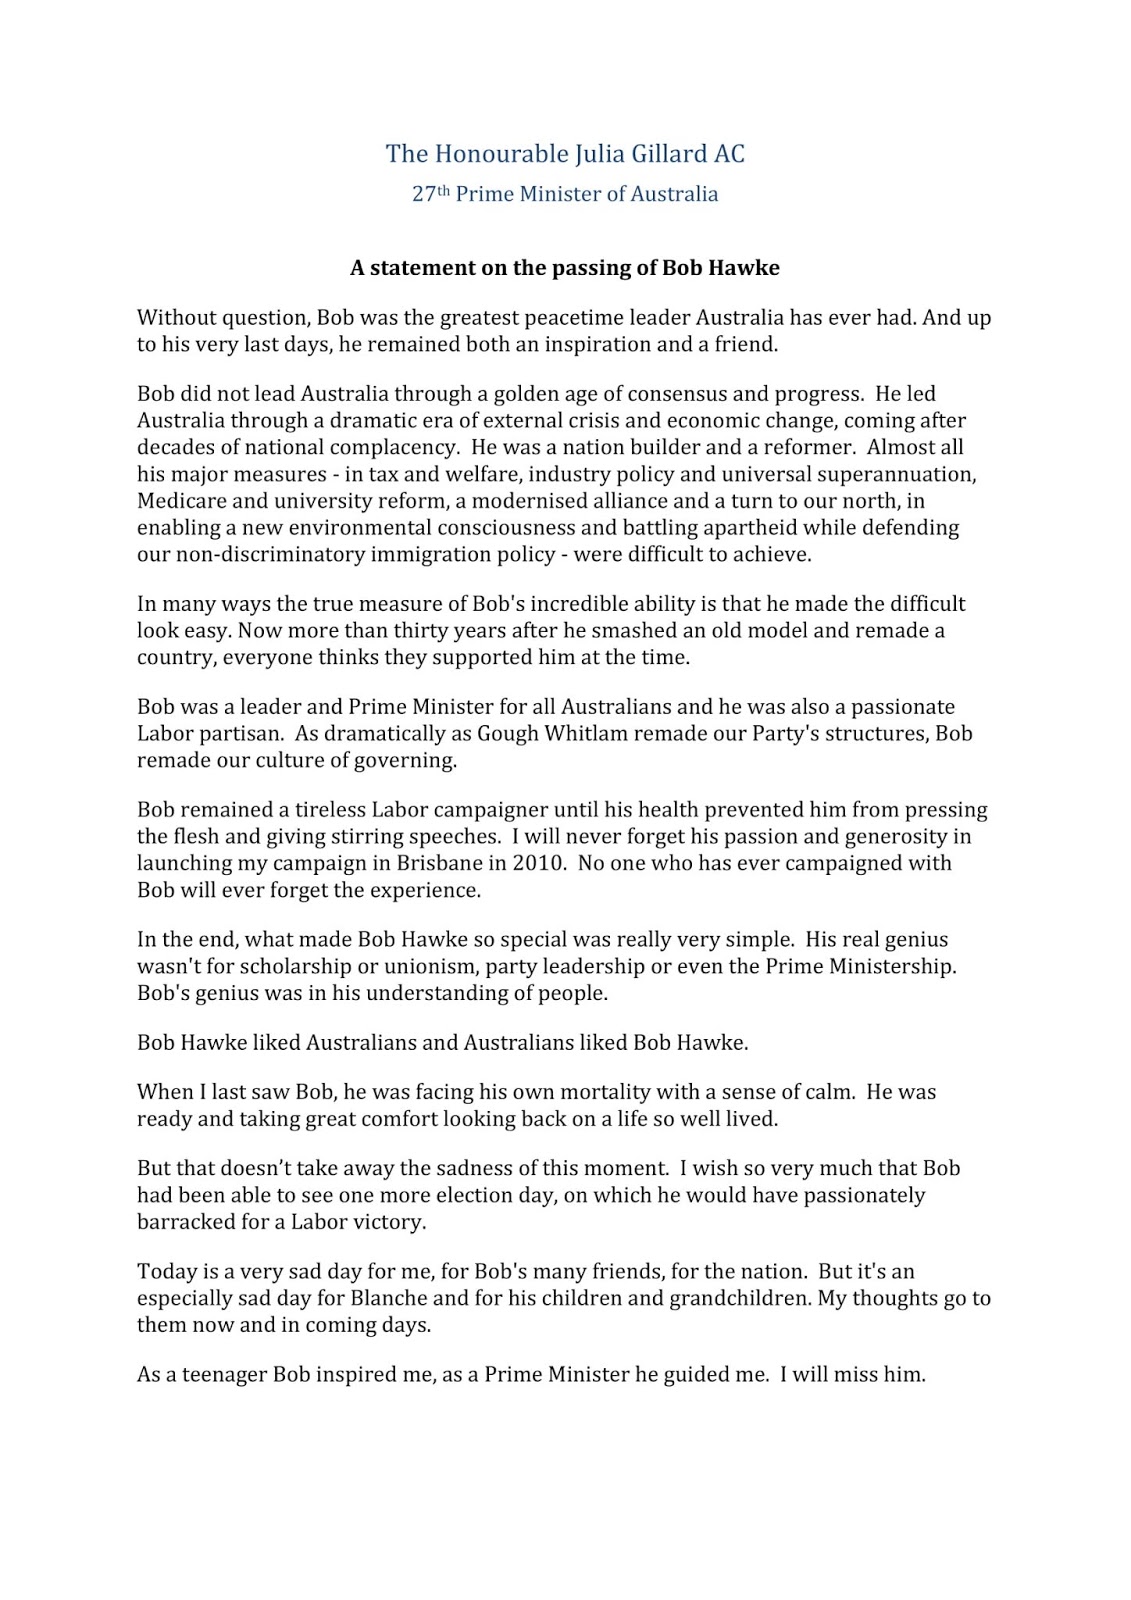 The Honourable Julia Gillard AC
27th Prime Minister of Australia
A statement on the passing of Bob Hawke
Without question, Bob was the greatest peacetime leader Australia has ever had. And up
to his very last days, he remained both an inspiration and a friend.
Bob did not lead Australia through a golden age of consensus and progress.  He led
Australia through a dramatic era of external crisis and economic change, coming after
decades of national complacency.  He was a nation builder and a reformer.  Almost all
his major measures - in tax and welfare, industry policy and universal superannuation,
Medicare and university reform, a modernised alliance and a turn to our north, in
enabling a new environmental consciousness and battling apartheid while defending
our non-discriminatory immigration policy - were difficult to achieve.
In many ways the true measure of Bob's incredible ability is that he made the difficult
look easy. Now more than thirty years after he smashed an old model and remade a
country, everyone thinks they supported him at the time.
Bob was a leader and Prime Minister for all Australians and he was also a passionate
Labor partisan.  As dramatically as Gough Whitlam remade our Party's structures, Bob
remade our culture of governing.
Bob remained a tireless Labor campaigner until his health prevented him from pressing
the flesh and giving stirring speeches.  I will never forget his passion and generosity in
launching my campaign in Brisbane in 2010.  No one who has ever campaigned with
Bob will ever forget the experience.
In the end, what made Bob Hawke so special was really very simple.  His real genius
wasn't for scholarship or unionism, party leadership or even the Prime Ministership.
Bob's genius was in his understanding of people.
Bob Hawke liked Australians and Australians liked Bob Hawke.
When I last saw Bob, he was facing his own mortality with a sense of calm.  He was
ready and taking great comfort looking back on a life so well lived.
But that doesn’t take away the sadness of this moment.  I wish so very much that Bob
had been able to see one more election day, on which he would have passionately
barracked for a Labor victory.
Today is a very sad day for me, for Bob's many friends, for the nation.  But it's an
especially sad day for Blanche and for his children and grandchildren. My thoughts go to
them now and in coming days.
As a teenager Bob inspired me, as a Prime Minister he guided me.  I will miss him.